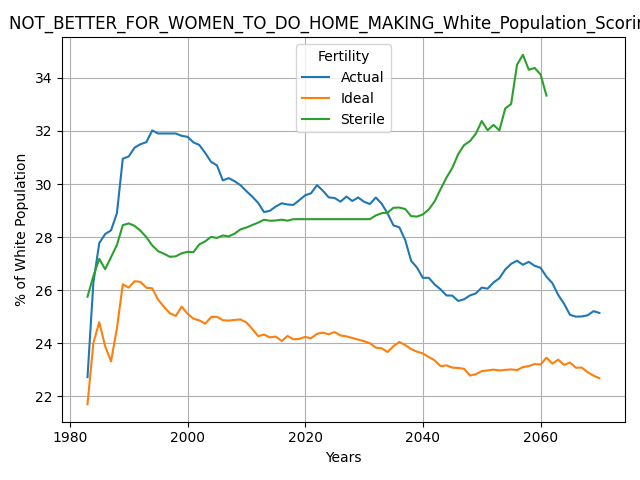 NOT_BETTER_FOR_WOMEN_TO_DO_HOME_MAKING_White_Population_Scorin
Fertility
Actual
Ideal
Sterile
% of White Population
34
32
30
28
26
24
22
1980
2000
2020
2040
2060
Years